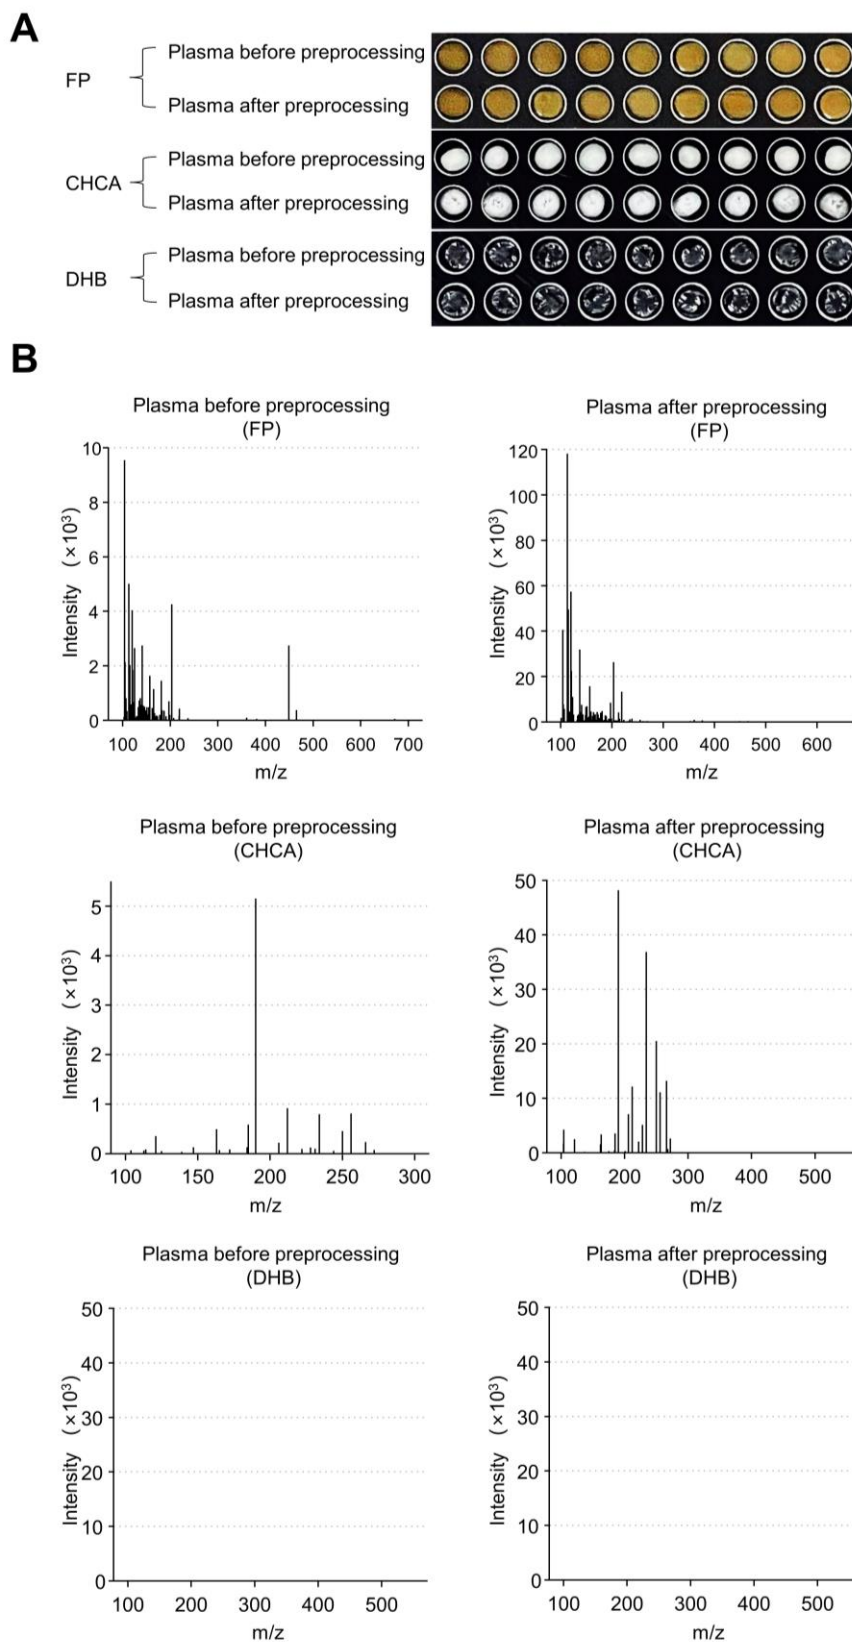 A
FP
Plasma before preprocessing
Plasma after preprocessing
CHCA
Plasma before preprocessing
Plasma after preprocessing
DHB
Plasma before preprocessing
Plasma after preprocessing
B
Plasma before preprocessing
(FP)
Intensity (×10³)
10
8
6
4
2
0
100 200 300 400 500 600 700
m/z
Plasma after preprocessing
(FP)
Intensity (×10³)
120
100
80
60
40
20
0
100 200 300 400 500 600
m/z
Plasma before preprocessing
(CHCA)
Intensity (×10³)
5
4
3
2
1
0
100 150 200 250 300
m/z
Plasma after preprocessing
(CHCA)
Intensity (×10³)
50
40
30
20
10
0
100 200 300 400 500
m/z
Plasma before preprocessing
(DHB)
Intensity (×10³)
50
40
30
20
10
0
100 200 300 400 500
m/z
Plasma after preprocessing
(DHB)
Intensity (×10³)
50
40
30
20
10
0
100 200 300 400 500
m/z